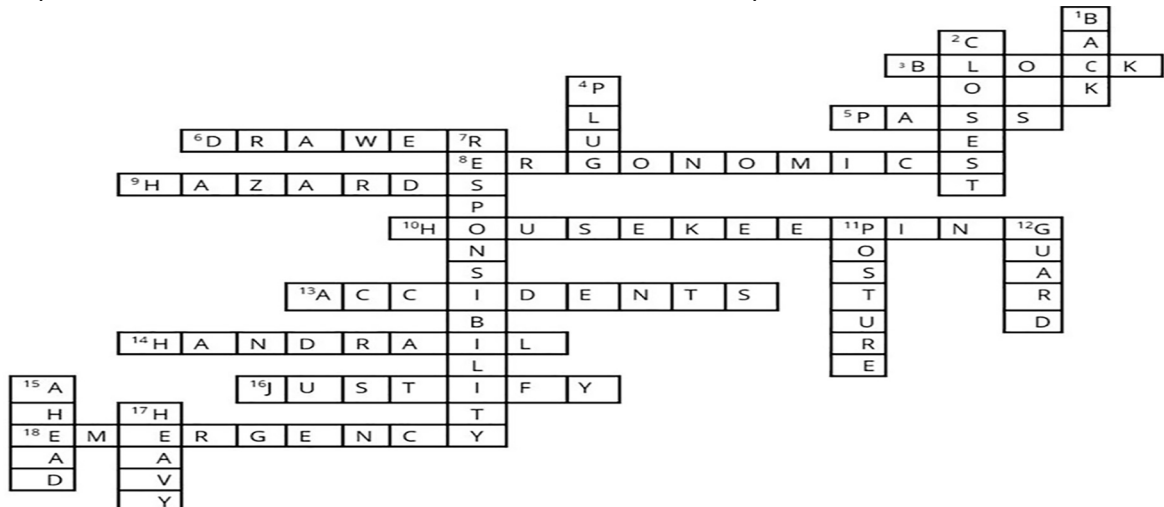 1B
2C A
3B L O C K
4P O K
L 5P A S S
6D R A W E 7R U E
8E R G O N O M I C S
9H A Z A R D S T
P
10H O U S E K E E 11P I N 12G
N O U
S S A
13A C C I D E N T S T R
B U D
14H A N D R A I L R
L E
15A 16J U S T I F Y
H 17H T
18E M E R G E N C Y
A A
D V
Y